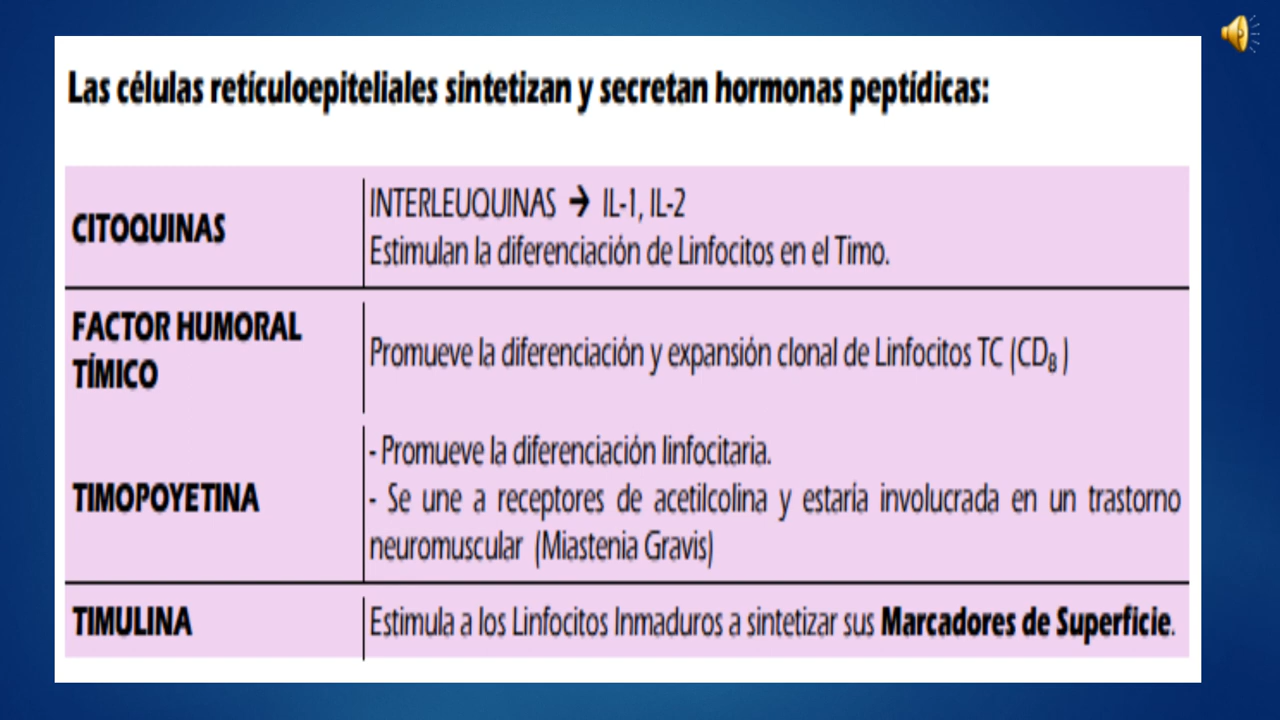 Las células retículoepiteliales sintetizan y secretan hormonas peptídicas:
CITOQUINAS
INTERLEUQUINAS → IL-1, IL-2
Estimulan la diferenciación de Linfocitos en el Timo.
FACTOR HUMORAL
TÍMICO
Promueve la diferenciación y expansión clonal de Linfocitos TC (CD₈ )
TIMOPOYETINA
- Promueve la diferenciación linfocitaria.
- Se une a receptores de acetilcolina y estaría involucrada en un trastorno
neuromuscular (Miastenia Gravis)
TIMULINA
Estimula a los Linfocitos Inmaduros a sintetizar sus Marcadores de Superficie.